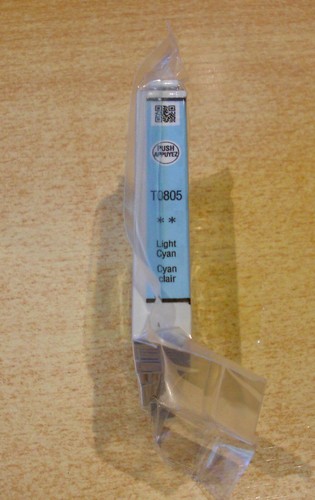 PUSH
APPUYEZ
T0805
**
Light
Cyan
Cyan
clair